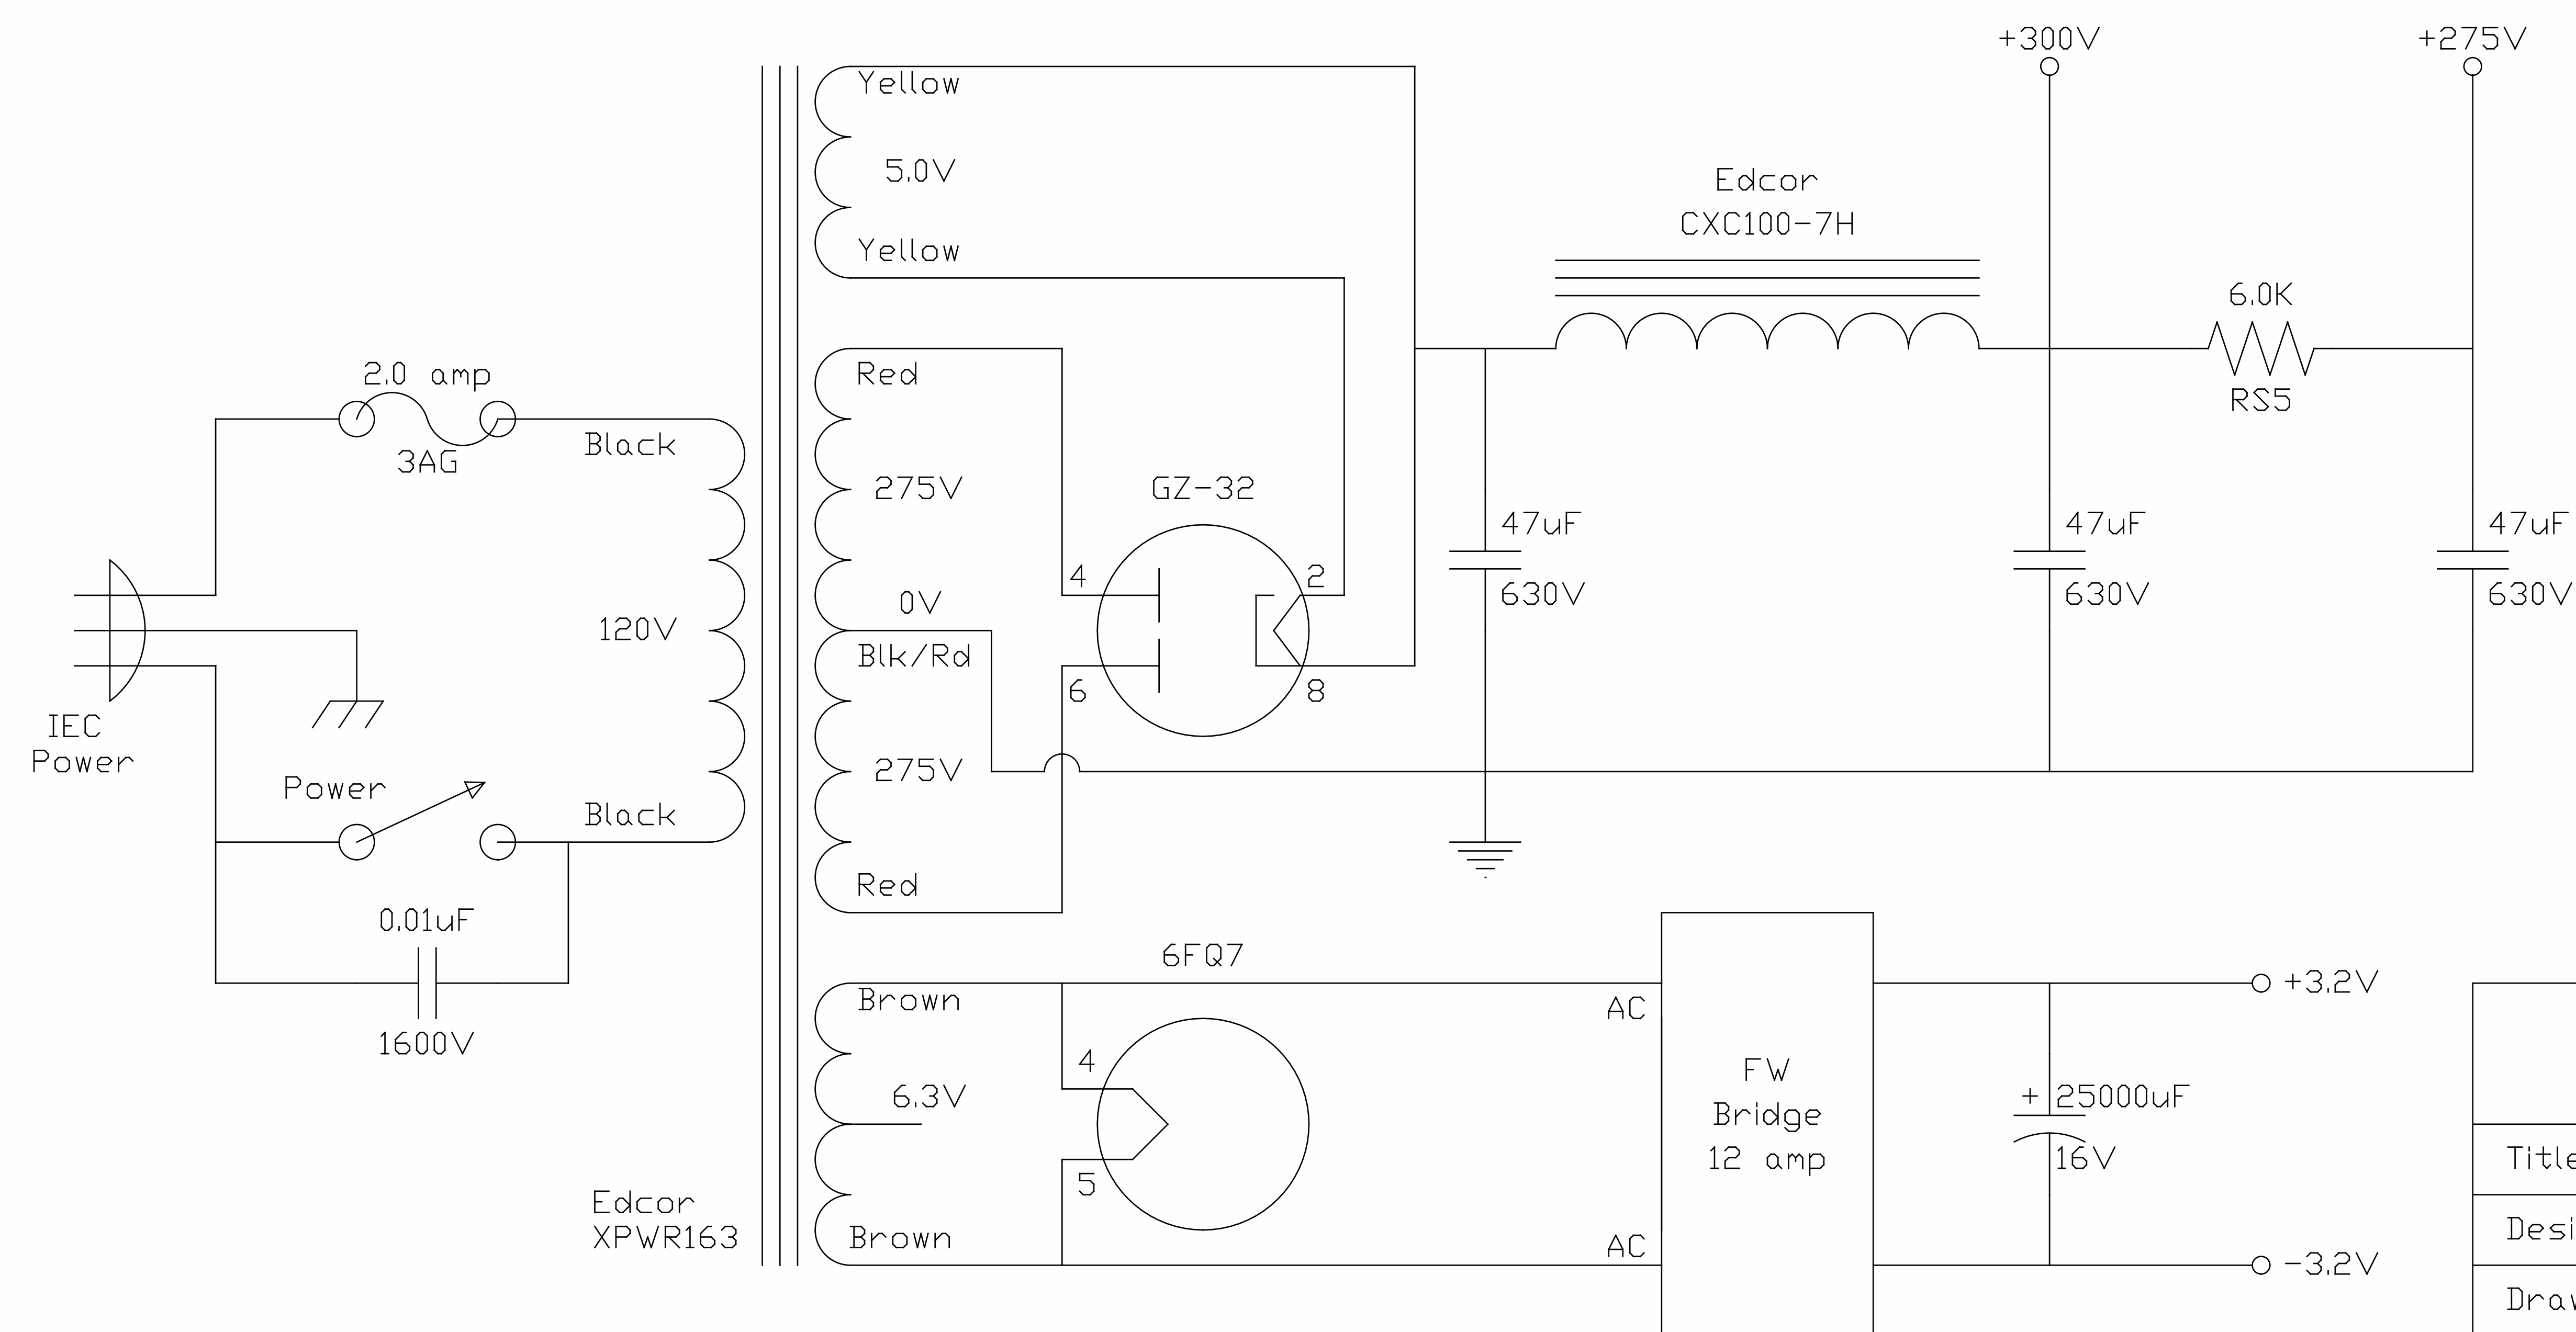 +300V
+275V
Yellow
5.0V
Yellow
Edcor
CXC100-7H
6.0K
RS5
2.0 amp
3AG
Black
Red
275V
GZ-32
47uF
630V
47uF
630V
47uF
630V
4
2
0V
120V
Blk/Rd
6
8
IEC
Power
275V
Power
Black
Red
0.01uF
1600V
6FQ7
Brown
AC
+3.2V
4
6.3V
FW
Bridge
12 amp
+ 25000uF
16V
5
Edcor
XPWR163
Brown
AC
-3.2V